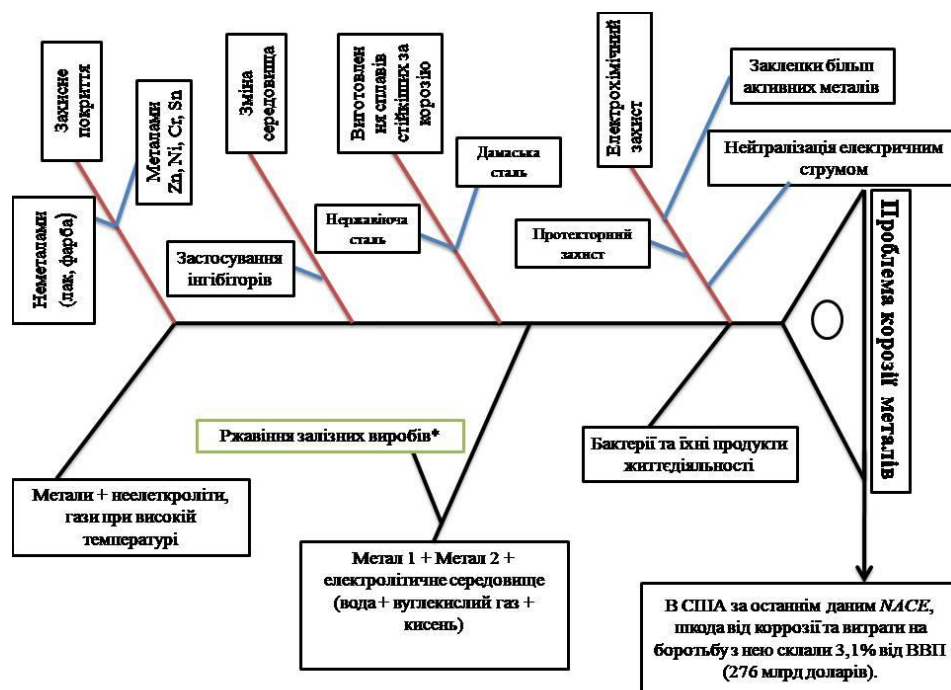 Захисне
покриття
Металами
Zn, Ni, Cr, Sn
Неметалами
(лак, фарба)
Зміна
середовища
Застосування
інгібіторів
Виготовлен
ня сплавів
стійкіших за
корозію
Дамаська
сталь
Нержавіюча
сталь
Електрохімічний
захист
Заклепки більш
активних металів
Нейтралізація електричним
струмом
Протекторний
захист
Проблема корозії металів
Ржавіння залізних виробів*
Бактерії та їхні продукти
життєдіяльності
Метали + неелеткроліти,
гази при високій
температурі
Метал 1 + Метал 2 +
електролітичне середовище
(вода + вуглекислий газ +
кисень)
В США за останнім даним NACE,
шкода від коррозії та витрати на
боротьбу з нею склали 3,1% від ВВП
(276 млрд доларів).